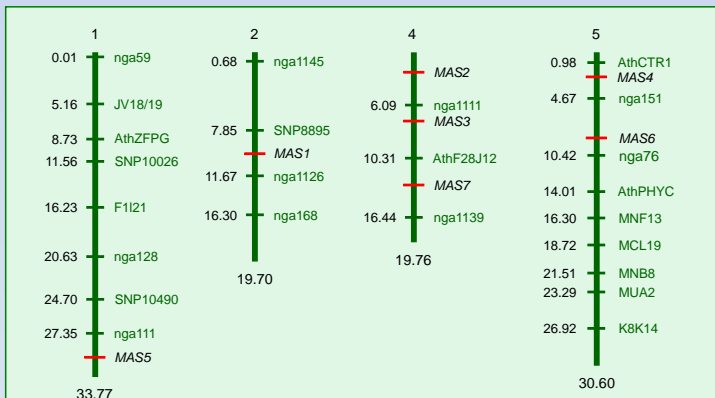 1
0.01 nga59
5.16 JV18/19
8.73 AthZFPG
11.56 SNP10026
16.23 F1I21
20.63 nga128
24.70 SNP10490
27.35 nga111
MAS5
33.77
2
0.68 nga1145
7.85 SNP8895
MAS1
11.67 nga1126
16.30 nga168
19.70
4
MAS2
6.09 nga1111
MAS3
10.31 AthF28J12
MAS7
16.44 nga1139
19.76
5
0.98 AthCTR1
MAS4
4.67 nga151
MAS6
10.42 nga76
14.01 AthPHYC
16.30 MNF13
18.72 MCL19
21.51 MNB8
23.29 MUA2
26.92 K8K14
30.60